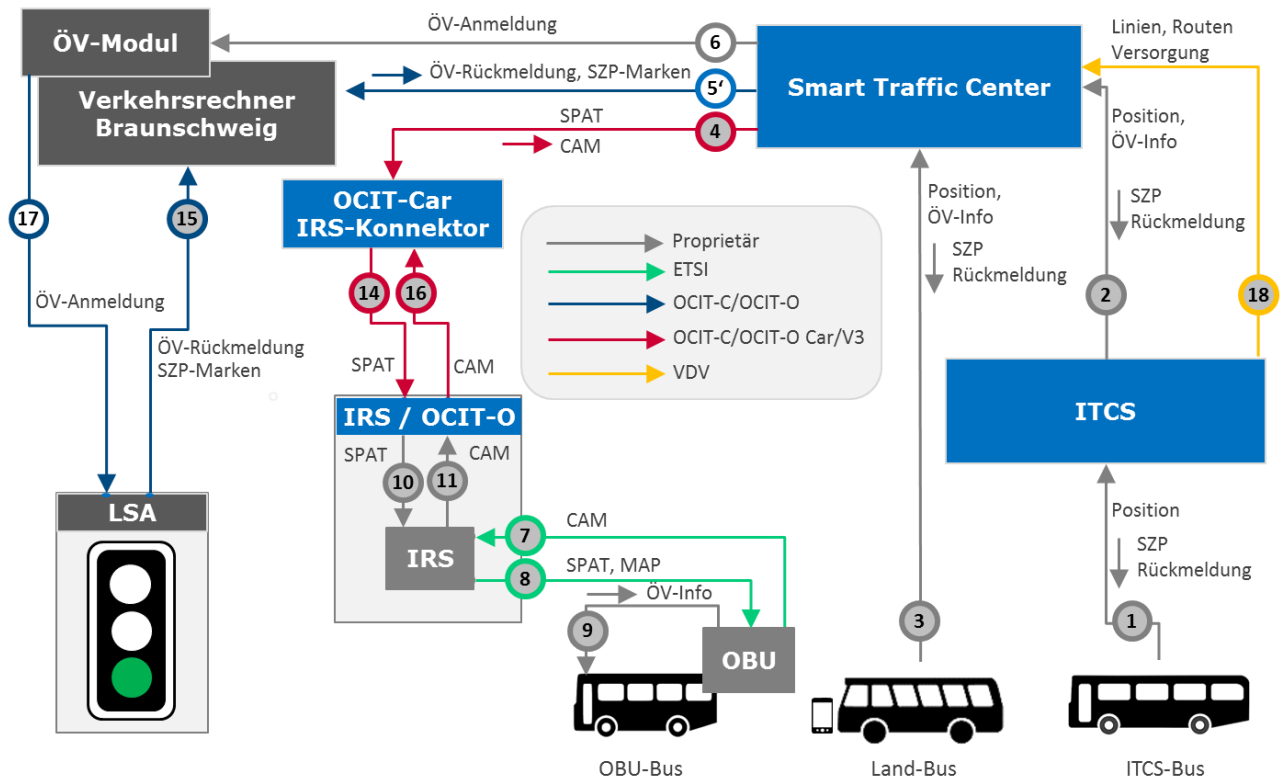 ÖV-Modul
Verkehrsrechner
Braunschweig
ÖV-Anmeldung
6
ÖV-Rückmeldung, SZP-Marken
5‘
SPAT
4
CAM
Smart Traffic Center
Linien, Routen
Versorgung
Position,
ÖV-Info
SZP
Rückmeldung
2
18
Position,
ÖV-Info
SZP
Rückmeldung
3
OCIT-Car
IRS-Konnektor
17
15
ÖV-Anmeldung
ÖV-Rückmeldung
SZP-Marken
14
16
SPAT
CAM
Proprietär
ETSI
OCIT-C/OCIT-O
OCIT-C/OCIT-O Car/V3
VDV
IRS / OCIT-O
SPAT
CAM
10
11
IRS
ITCS
LSA
7
CAM
8
SPAT, MAP
ÖV-Info
9
OBU
Position
SZP
Rückmeldung
1
OBU-Bus
Land-Bus
ITCS-Bus